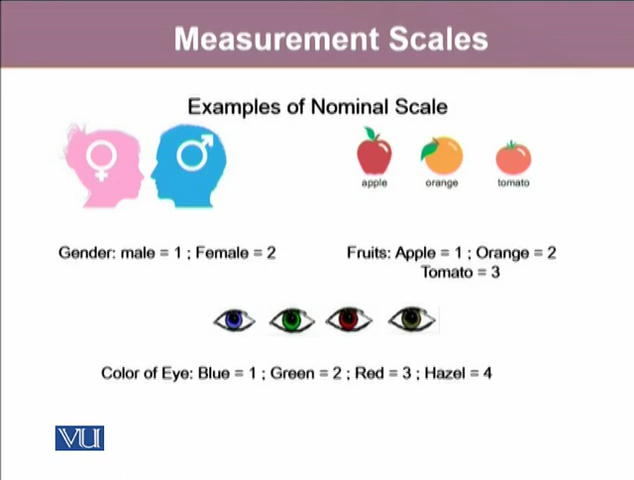 Measurement Scales
Examples of Nominal Scale
apple
orange
tomato
Gender: male = 1 ; Female = 2
Fruits: Apple = 1 ; Orange = 2
Tomato = 3
Color of Eye: Blue = 1 ; Green = 2 ; Red = 3 ; Hazel = 4
VU